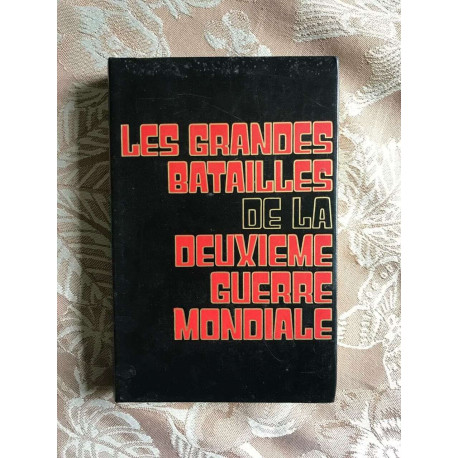 LES GRANDES
BATAILLES
DE LA
DEUXIEME
GUERRE
MONDIALE